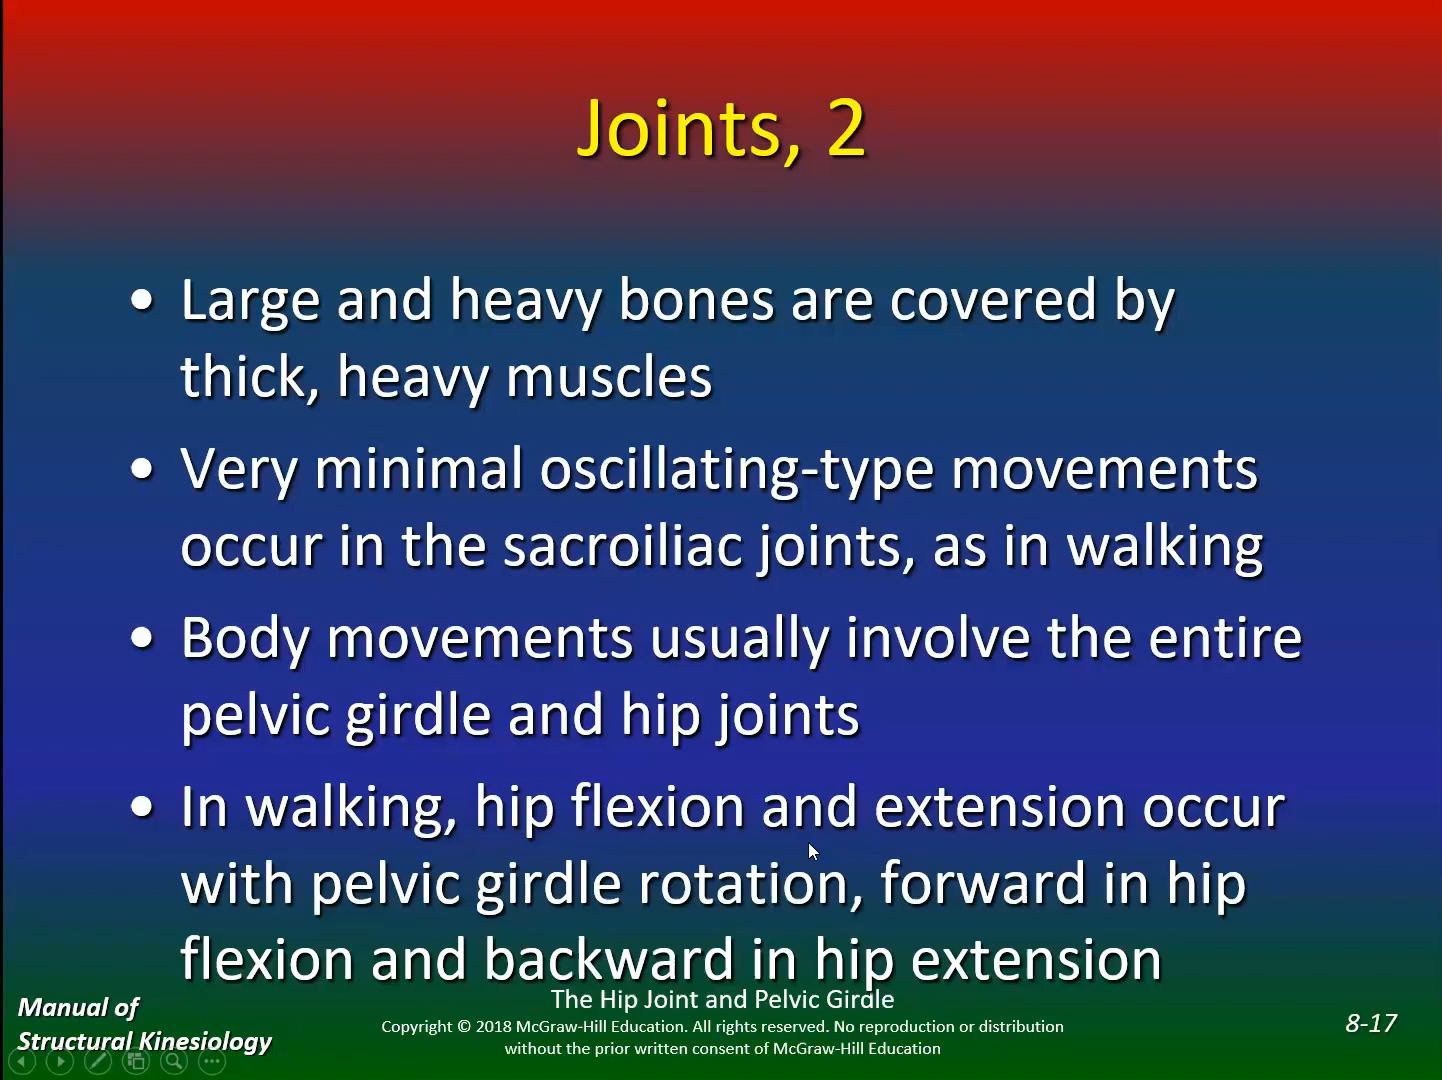 Joints, 2
• Large and heavy bones are covered by
thick, heavy muscles
• Very minimal oscillating-type movements
occur in the sacroiliac joints, as in walking
• Body movements usually involve the entire
pelvic girdle and hip joints
• In walking, hip flexion and extension occur
with pelvic girdle rotation, forward in hip
flexion and backward in hip extension
Manual of
Structural Kinesiology
The Hip Joint and Pelvic Girdle
Copyright © 2018 McGraw-Hill Education. All rights reserved. No reproduction or distribution
without the prior written consent of McGraw-Hill Education
8-17